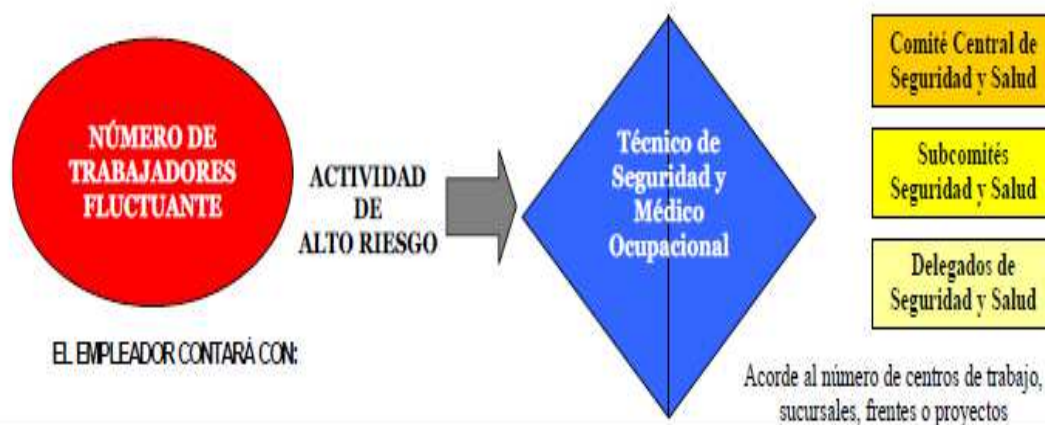 NÚMERO DE
TRABAJADORES
FLUCTUANTE
EL EMPLEADOR CONTARÁ CON:
ACTIVIDAD
DE
ALTO RIESGO
Técnico de
Seguridad y
Médico
Ocupacional
Comité Central de
Seguridad y Salud
Subcomités
Seguridad y Salud
Delegados de
Seguridad y Salud
Acorde al número de centros de trabajo,
sucursales, frentes o proyectos